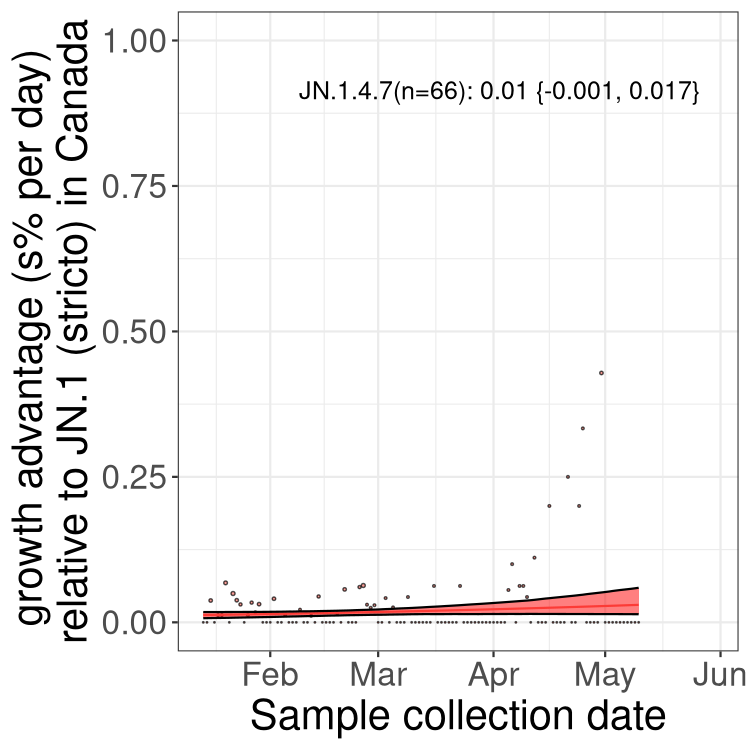 growth advantage (s% per day)
relative to JN.1 (stricto) in Canada
1.00
0.75
0.50
0.25
0.00
JN.1.4.7(n=66): 0.01 {-0.001, 0.017}
Feb
Mar
Apr
May
Jun
Sample collection date